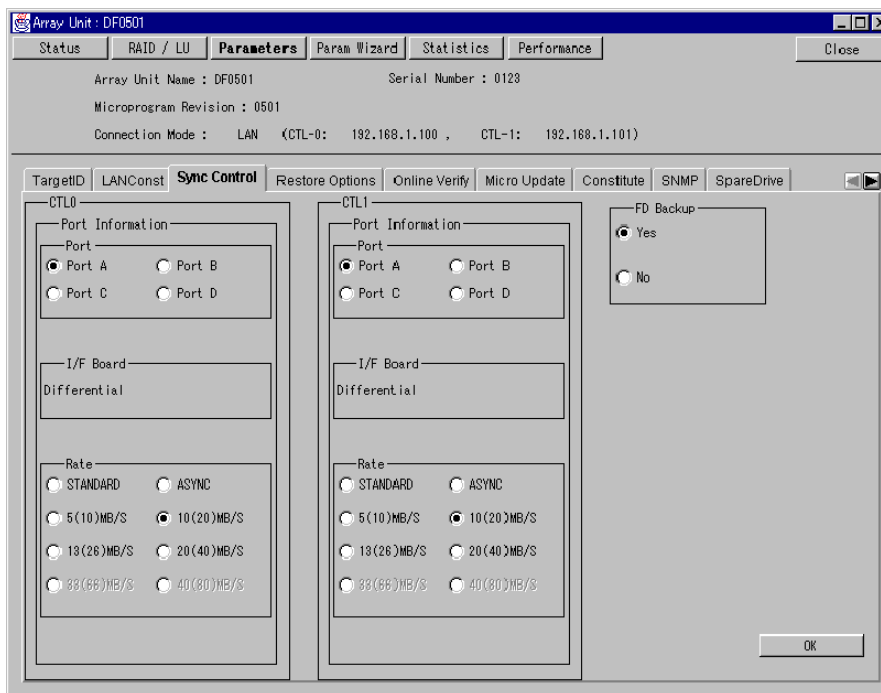 Array Unit : DF0501
Status RAID / LU Parameters Param Wizard Statistics Performance Close
Array Unit Name : DF0501 Serial Number : 0123
Microprogram Revision : 0501
Connection Mode : LAN (CTL-0: 192.168.1.100 , CTL-1: 192.168.1.101)
TargetID LANConst Sync Control Restore Options Online Verify Micro Update Constitute SNMP SpareDrive
CTL0
Port Information
Port
Port A Port B
Port C Port D
I/F Board
Differential
Rate
STANDARD ASYNC
5(10)MB/S 10(20)MB/S
13(26)MB/S 20(40)MB/S
33(66)MB/S 40(80)MB/S
CTL1
Port Information
Port
Port A Port B
Port C Port D
I/F Board
Differential
Rate
STANDARD ASYNC
5(10)MB/S 10(20)MB/S
13(26)MB/S 20(40)MB/S
33(66)MB/S 40(80)MB/S
FD Backup
Yes
No
OK